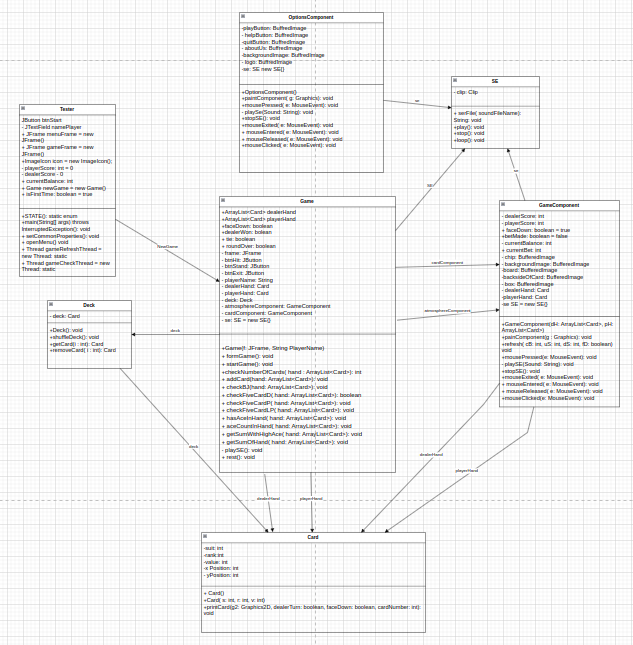 OptionsComponent
-playButton: BuffredImage
- helpButton: BuffredImage
-quitButton: BuffredImage
- aboutUs: BuffredImage
-backgroundImage: BuffredImage
- logo: BuffredImage
-se: SE new SE()
+OptionsComponent()
+paintComponent( g: Graphics): void
+mousePressed( e: MouseEvent): void
- playSe(Sound: String): void
+stopSE(): void
+mouseExited( e: MouseEvent): void
+ mouseEntered( e: MouseEvent): void
+ mouseReleased( e: MouseEvent): void
+mouseClicked( e: MouseEvent): void
se
SE
- clip: Clip
+ setFile( soundFileName):
String: void
+play(): void
+stop(): void
+loop(): void
Tester
JButton btnStart
- JTextField namePlayer
+ JFrame menuFrame = new
JFrame()
+ JFrame gameFrame = new
JFrame()
+ImageIcon icon = new ImageIcon();
- playerScore: int = 0
- dealerScore - 0
+ currentBalance: int
+ Game newGame = new Game()
+ isFirstTime: boolean = true
+STATE(): static enum
+main(String[] args) throws
InterruptedException(): void
+ setCommonProperties(): void
+ openMenu(): void
+ Thread gameRefreshThread =
new Thread: static
+ Thread gameCheckThread = new
Thread: static
NewGame
Game
+ArrayList<Card> dealerHand
+ArrayList<Card> playerHand
+faceDown: boolean
+dealerWon: bolean
+ tie: boolean
+ roundOver: boolean
- frame: JFrame
- btnHit: JButton
- btnStand: JButton
- btnExit: JButton
- playerName: String
- dealerHand: Card
- playerHand: Card
- deck: Deck
- atmosphereComponent: GameComponent
- cardComponent: GameComponent
- se: SE = new SE()
+Game(f: JFrame, String PlayerName)
+ formGame(): void
+ startGame(): void
+checkNumberOfCards( hand : ArrayList<Card>): int
+ addCard(hand: ArrayList<Card>): void
+ checkBJ(hand: ArrayList<Card>): void
+ checkFiveCardD( hand: ArrayList<Card>): boolean
+ checkFiveCardP( hand: ArrayList<Card>): void
+ checkFiveCardLP( hand: ArrayList<Card>): void
+ hasAceInHand( hand: ArrayList<Card>): void
+ aceCountInHand( hand: ArrayList<Card>): void
+ getSumWithHighAce( hand: ArrayList<Card>): void
+ getSumOfHand( hand: ArrayList<Card>): void
- playSE(): void
+ rest(): void
SE
se
cardComponent
atmosphereComponent
GameComponent
- dealerScore: int
- playerScore: int
+ faceDown: boolean = true
+betMade: boolean = false
- currentBalance: int
+ currentBet: int
- chip: BufferedImage
- backgroundImage: BufferedImage
-board: BufferedImage
-backsideOfCard: BufferedImage
-box: BufferedImage
- dealerHand: Card
-playerHand: Card
-se SE = new SE()
+GameComponent(dH: ArrayList<Card>, pH:
ArrayList<Card>)
+ paintComponent(g : Graphics): void
+refresh( cB: int, uS: int, dS: int, fD: boolean)
void
+mousePressed(e: MouseEvent): void
- playSE(Sound: String): void
+stopSE(): void
+mouseExited( e: MouseEvent): void
+ mouseEntered( e: MouseEvent): void
+ mouseReleased( e: MouseEvent): void
+mouseClicked(e: MouseEvent): void
Deck
- deck: Card
+Deck(): void
+shuffleDeck(): void
+getCard( i : int): Card
+removeCard( i : int): Card
deck
deck
dealerHand
playerHand
dealerHand
playerHand
Card
-suit: int
-rank:int
-value: int
-x Position: int
- yPosition: int
+ Card()
+Card( s: int, r: int, v: int)
+printCard(g2: Graphics2D, dealerTurn: boolean, faceDown: boolean, cardNumber: int):
void